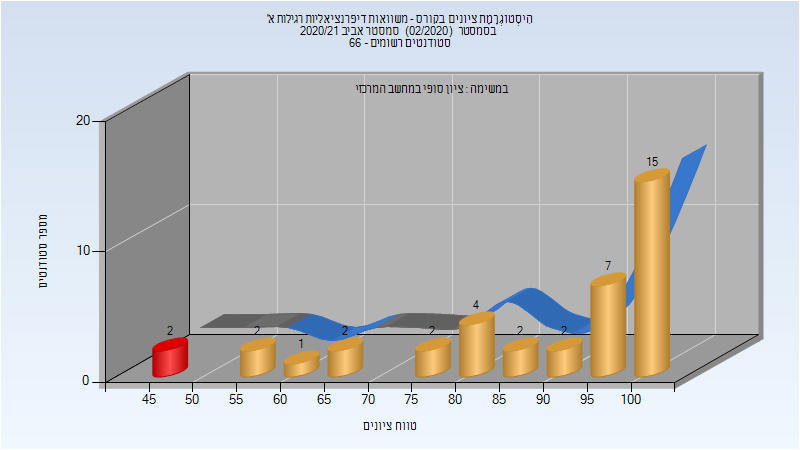 הִיסְטוֹגְרָמַת ציונים בקורס - משוואות דיפרנציאליות רגילות א'
בסמסטר (02/2020) סמסטר אביב 2020/21
סטודנטים רשומים - 66
במשימה : ציון סופי במחשב המרכזי
מספר סטודנטים
20
10
0
2
2
1
2
2
4
2
2
7
15
45 50 55 60 65 70 75 80 85 90 95 100
טווח ציונים